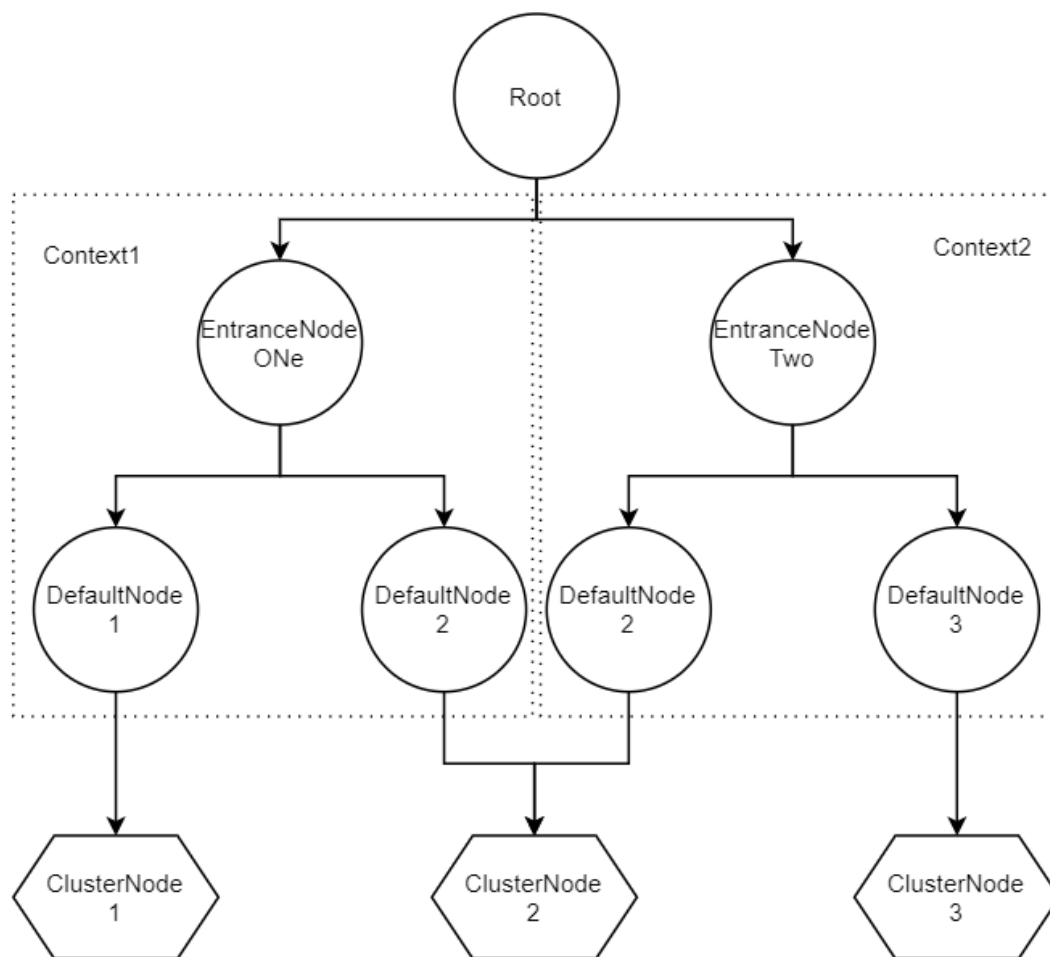 Root
Context1
Context2
EntranceNode
ONe
EntranceNode
Two
DefaultNode
1
DefaultNode
2
DefaultNode
2
DefaultNode
3
ClusterNode
1
ClusterNode
2
ClusterNode
3